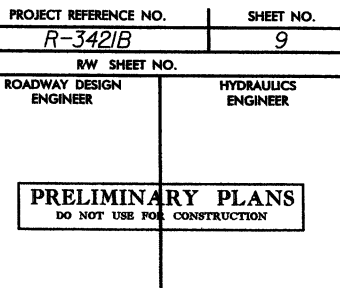 PROJECT REFERENCE NO. SHEET NO.
R-3421B 9
R/W SHEET NO.
ROADWAY DESIGN ENGINEER
HYDRAULICS ENGINEER
PRELIMINARY PLANS
DO NOT USE FOR CONSTRUCTION